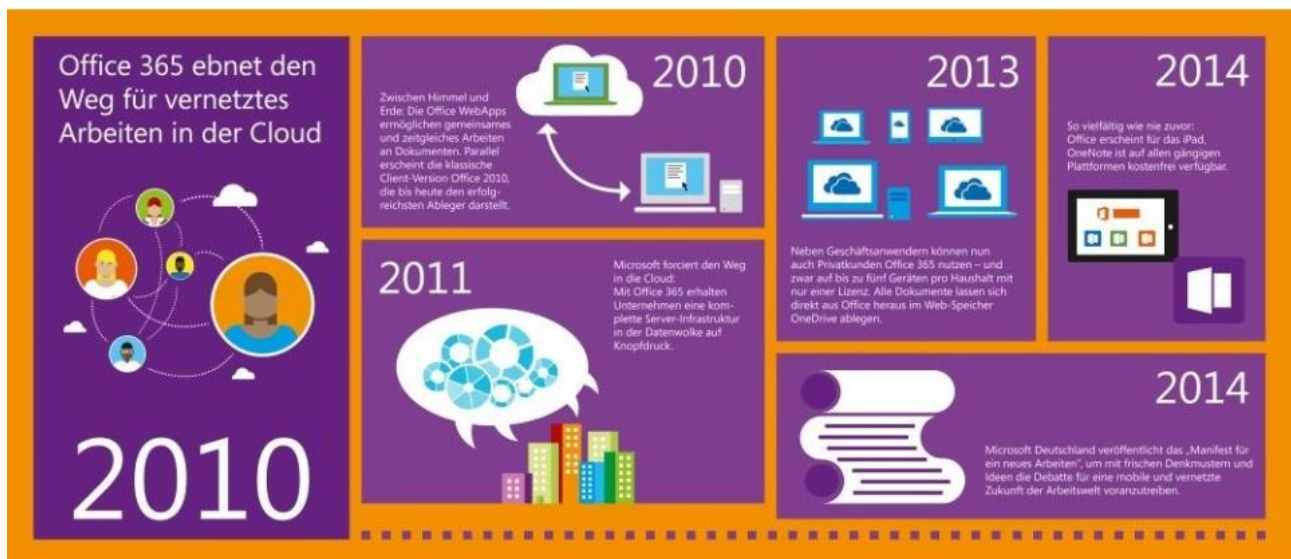 Office 365 ebnet den
Weg für vernetztes
Arbeiten in der Cloud
2010
2010
Zwischen Himmel und
Erde: Die Office WebApps
ermöglichen gemeinsames
und zeitgleiches Arbeiten
an Dokumenten. Parallel
erscheint die klassische
Client-Version Office 2010,
die bis heute den erfolg-
reichsten Ableger darstellt.
2011
Microsoft forciert den Weg
in die Cloud:
Mit Office 365 erhalten
Unternehmen eine kom-
plette Server-Infrastruktur
in der Datenwolke auf
Knopfdruck.
2013
Neben Geschäftsanwendern können nun
auch Privatkunden Office 365 nutzen – und
zwar auf bis zu fünf Geräten pro Haushalt mit
nur einer Lizenz. Alle Dokumente lassen sich
direkt aus Office heraus im Web-Speicher
OneDrive ablegen.
2014
So vielfältig wie nie zuvor:
Office erscheint für das iPad,
OneNote ist auf allen gängigen
Plattformen kostenfrei verfügbar.
2014
Microsoft Deutschland veröffentlicht das „Manifest für
ein neues Arbeiten“, um mit frischen Denkmustern und
Ideen die Debatte für eine mobile und vernetzte
Zukunft der Arbeitswelt voranzutreiben.